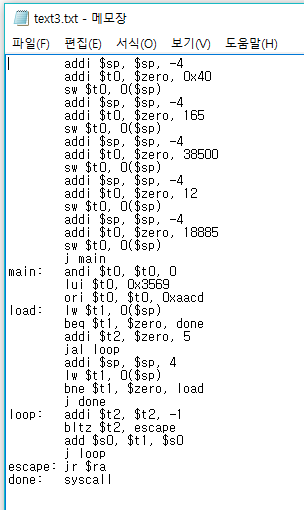 text3.txt - 메모장
파일(F) 편집(E) 서식(O) 보기(V) 도움말(H)
addi $sp, $sp, -4
addi $t0, $zero, 0x40
sw $t0, 0($sp)
addi $sp, $sp, -4
addi $t0, $zero, 165
sw $t0, 0($sp)
addi $sp, $sp, -4
addi $t0, $zero, 38500
sw $t0, 0($sp)
addi $sp, $sp, -4
addi $t0, $zero, 12
sw $t0, 0($sp)
addi $sp, $sp, -4
addi $t0, $zero, 18885
sw $t0, 0($sp)
j main
main: andi $t0, $t0, 0
lui $t0, 0x3569
ori $t0, $t0, 0xaacd
load: lw $t1, 0($sp)
beq $t1, $zero, done
addi $t2, $zero, 5
jal loop
addi $sp, $sp, 4
lw $t1, 0($sp)
bne $t1, $zero, load
j done
loop: addi $t2, $t2, -1
bltz $t2, escape
add $s0, $t1, $s0
j loop
escape: jr $ra
done: syscall